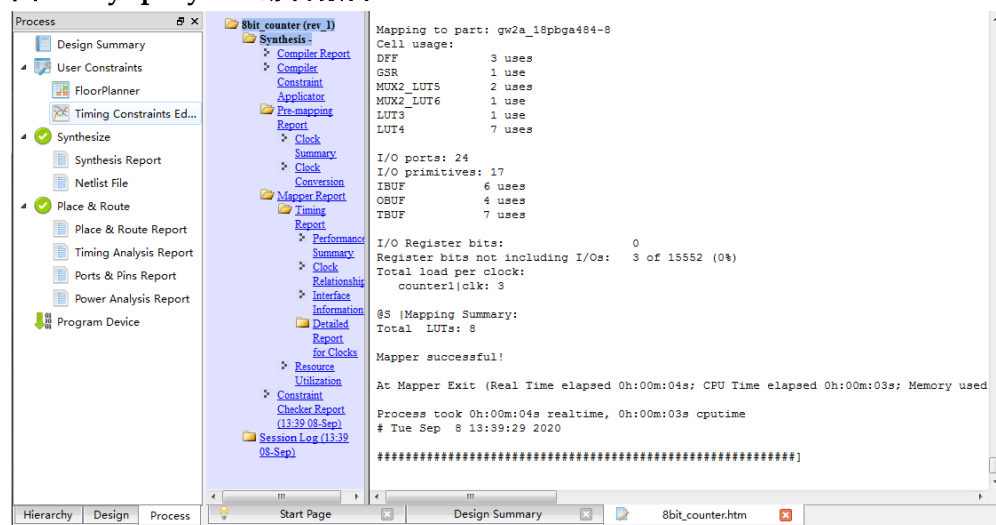 Process
Design Summary
User Constraints
FloorPlanner
Timing Constraints Ed...
Synthesize
Synthesis Report
Netlist File
Place & Route
Place & Route Report
Timing Analysis Report
Ports & Pins Report
Power Analysis Report
Program Device
Hierarchy Design Process
8bit_counter (rev_1)
Synthesis -
Compiler Report
Compiler
Constraint
Applicator
Pre-mapping
Report
Clock
Summary
Clock
Conversion
Mapper Report
Timing
Report
Performance
Summary
Clock
Relationship
Interface
Information
Detailed
Report
for Clocks
Resource
Utilization
Constraint
Checker Report
(13:39 08-Sep)
Session Log (13:39
08-Sep)
Mapping to part: gw2a_18pbga484-8
Cell usage:
DFF 3 uses
GSR 1 use
MUX2_LUT5 2 uses
MUX2_LUT6 1 use
LUT3 1 use
LUT4 7 uses
I/O ports: 24
I/O primitives: 17
IBUF 6 uses
OBUF 4 uses
TBUF 7 uses
I/O Register bits: 0
Register bits not including I/Os: 3 of 15552 (0%)
Total load per clock:
counter1|clk: 3
@S |Mapping Summary:
Total LUTs: 8
Mapper successful!
At Mapper Exit (Real Time elapsed 0h:00m:04s; CPU Time elapsed 0h:00m:03s; Memory used
Process took 0h:00m:04s realtime, 0h:00m:03s cputime
# Tue Sep 8 13:39:29 2020
###########################################################]
Start Page Design Summary 8bit_counter.htm